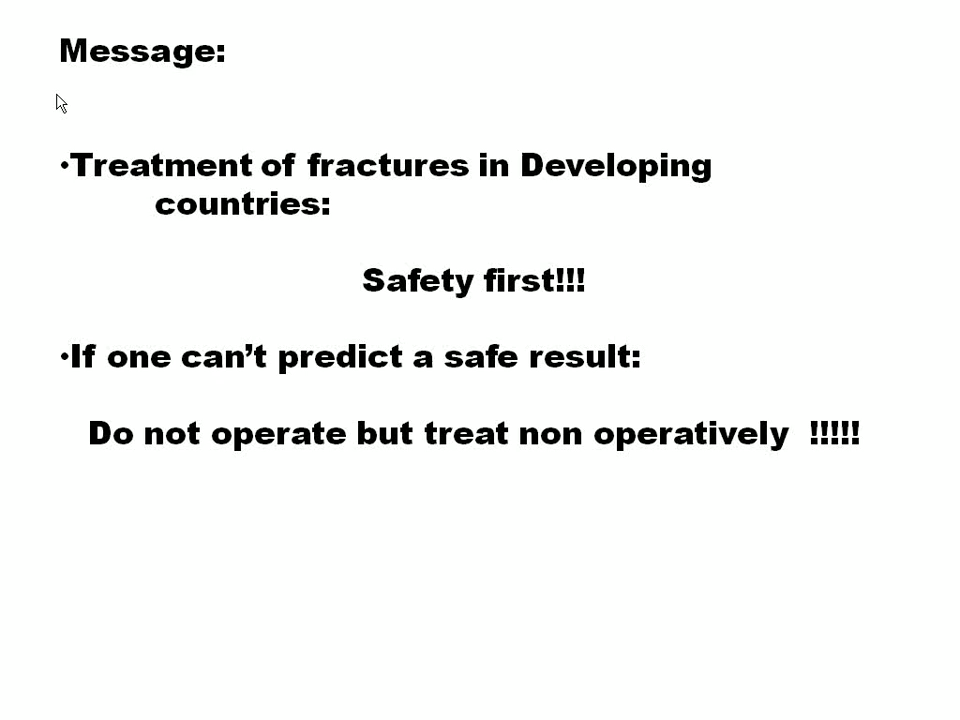 Message:
•Treatment of fractures in Developing
countries:
Safety first!!!
•If one can't predict a safe result:
Do not operate but treat non operatively  !!!!!